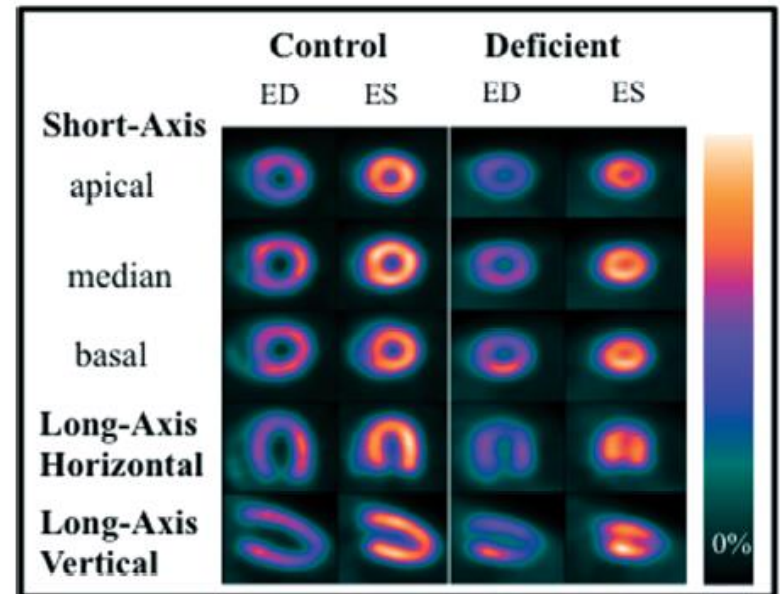 Control Deficient
ED ES ED ES
Short-Axis
apical
median
basal
Long-Axis
Horizontal
Long-Axis
Vertical
0%